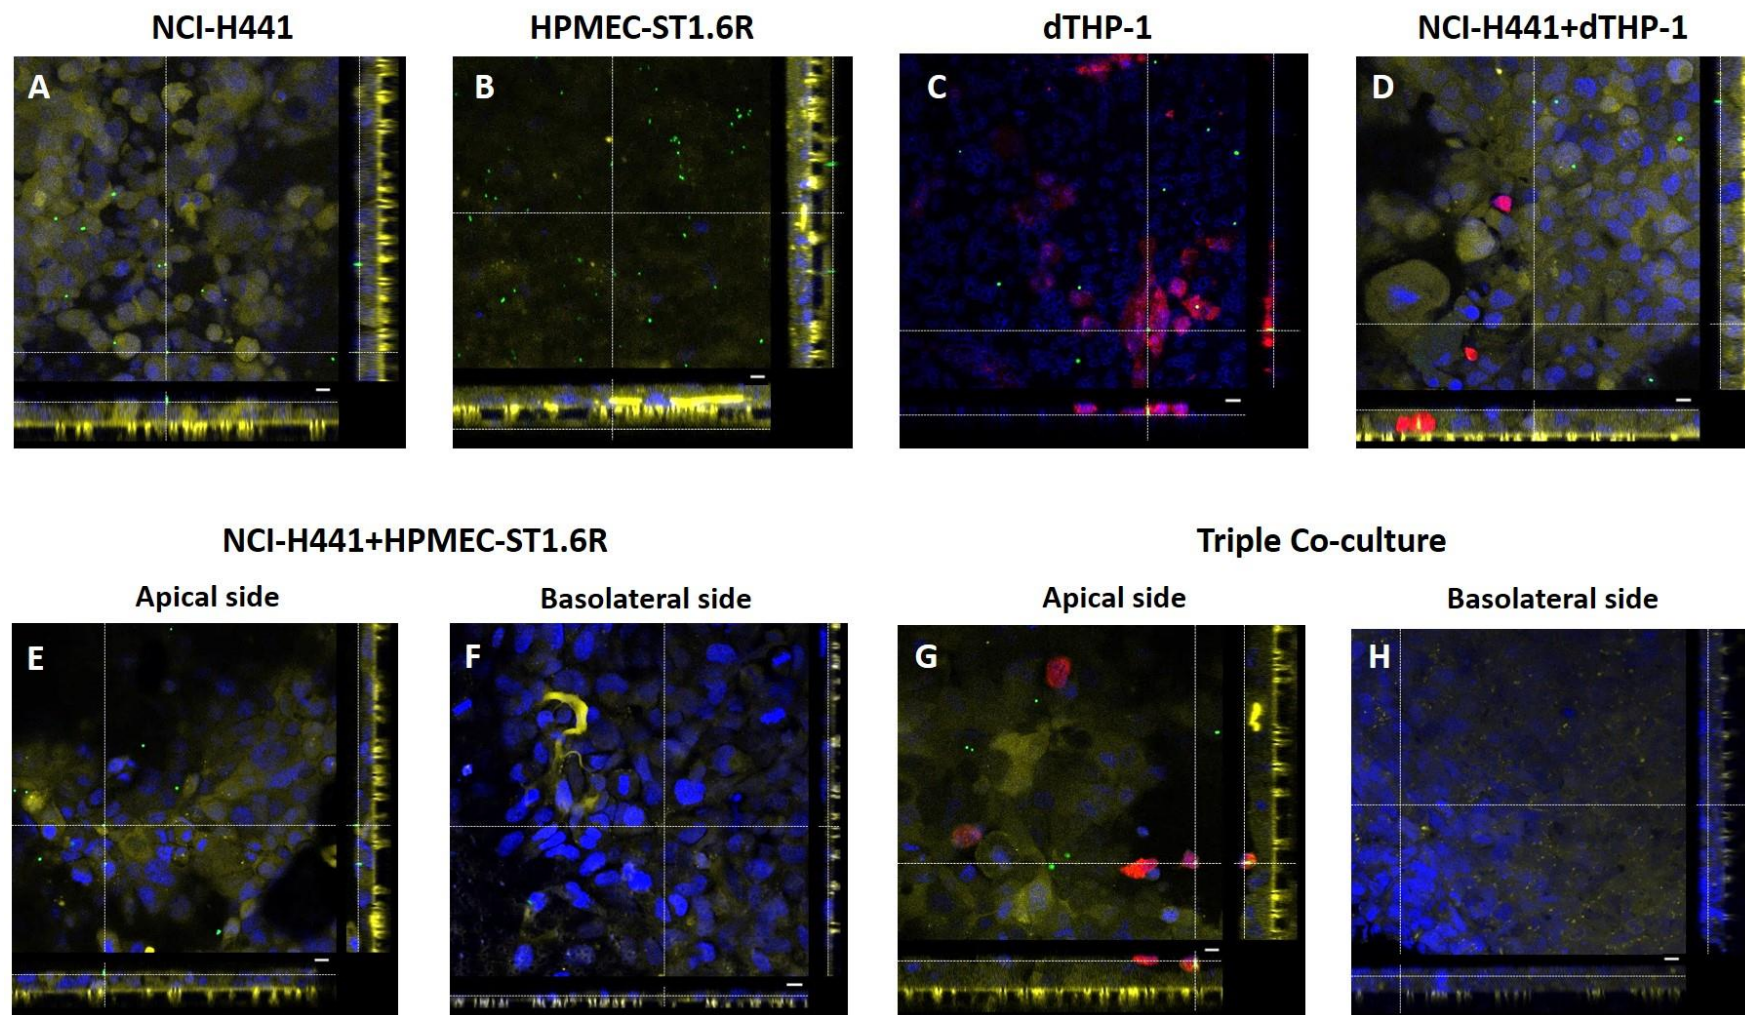 NCI-H441
HPMEC-ST1.6R
dTHP-1
NCI-H441+dTHP-1
A
B
C
D
NCI-H441+HPMEC-ST1.6R
Triple Co-culture
Apical side
Basolateral side
Apical side
Basolateral side
E
F
G
H